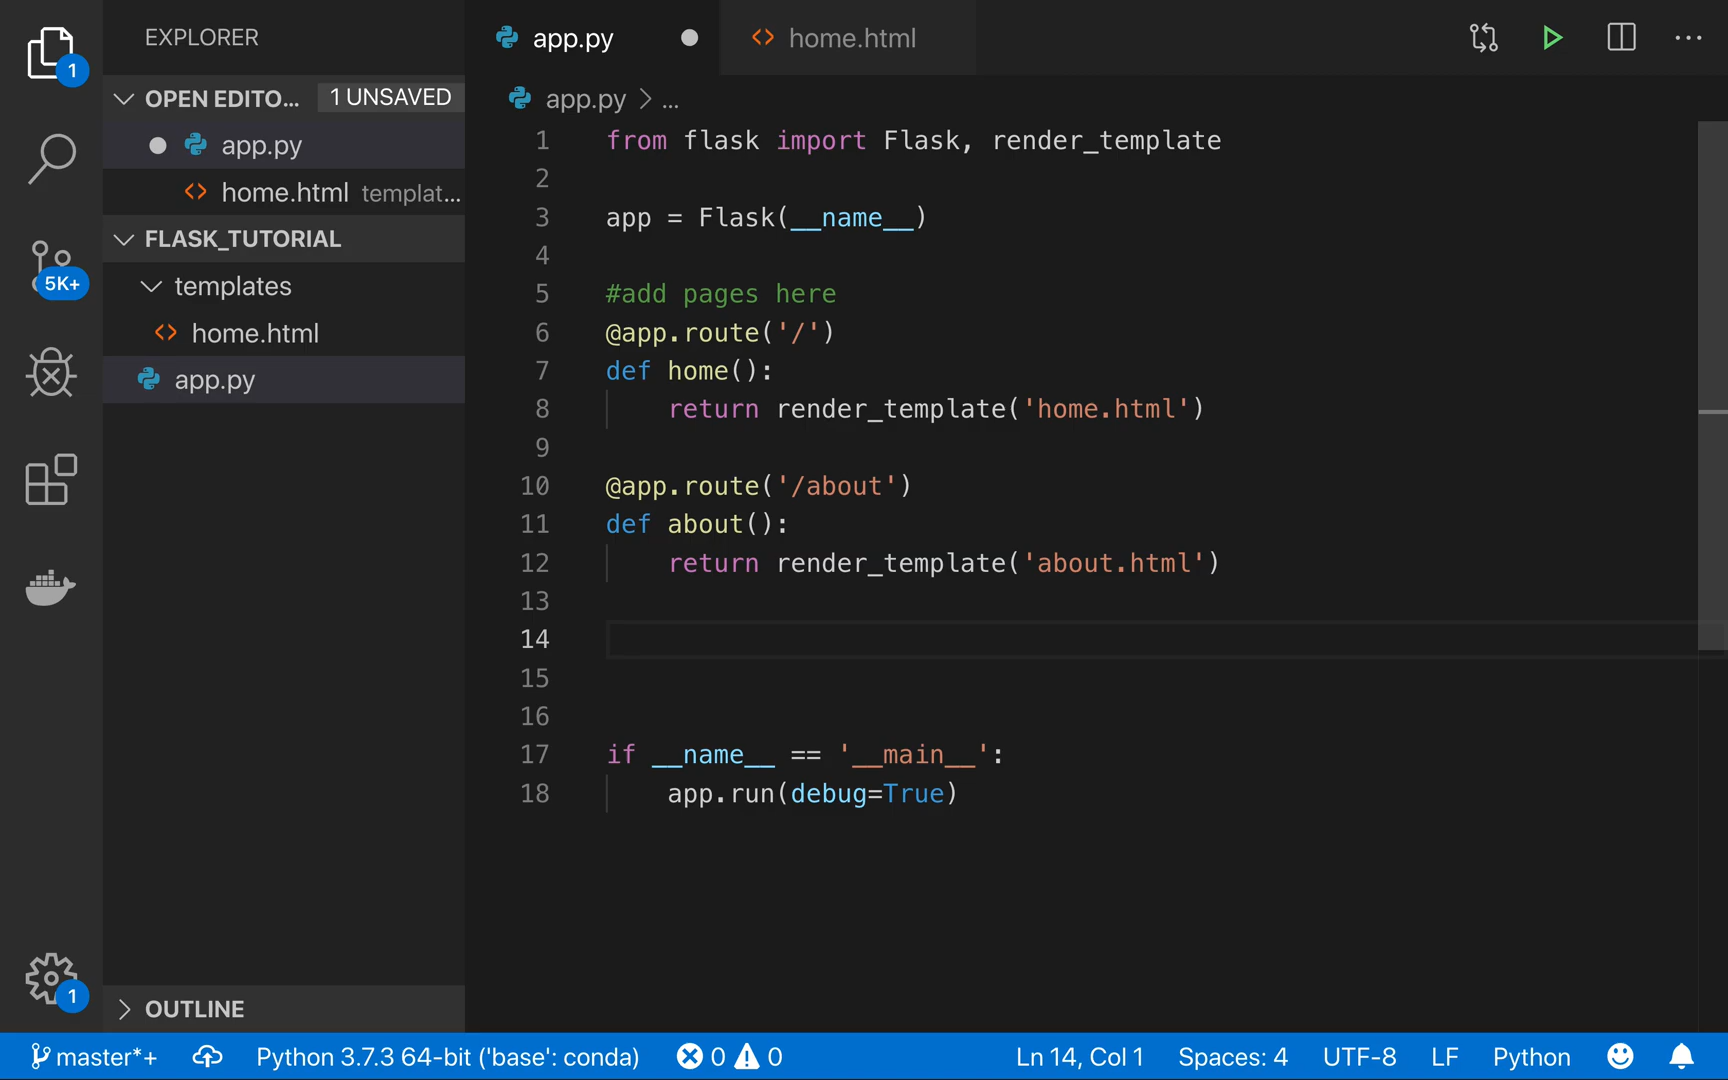 EXPLORER
OPEN EDITO... 1 UNSAVED
app.py
home.html templat...
FLASK_TUTORIAL
templates
home.html
app.py
OUTLINE
1
5K+
1
app.py
home.html
app.py > ...
1 from flask import Flask, render_template
2
3 app = Flask(__name__)
4
5 #add pages here
6 @app.route('/')
7 def home():
8 return render_template('home.html')
9
10 @app.route('/about')
11 def about():
12 return render_template('about.html')
13
14
15
16
17 if __name__ == '__main__':
18 app.run(debug=True)
master*+ Python 3.7.3 64-bit ('base': conda) 0 0 Ln 14, Col 1 Spaces: 4 UTF-8 LF Python